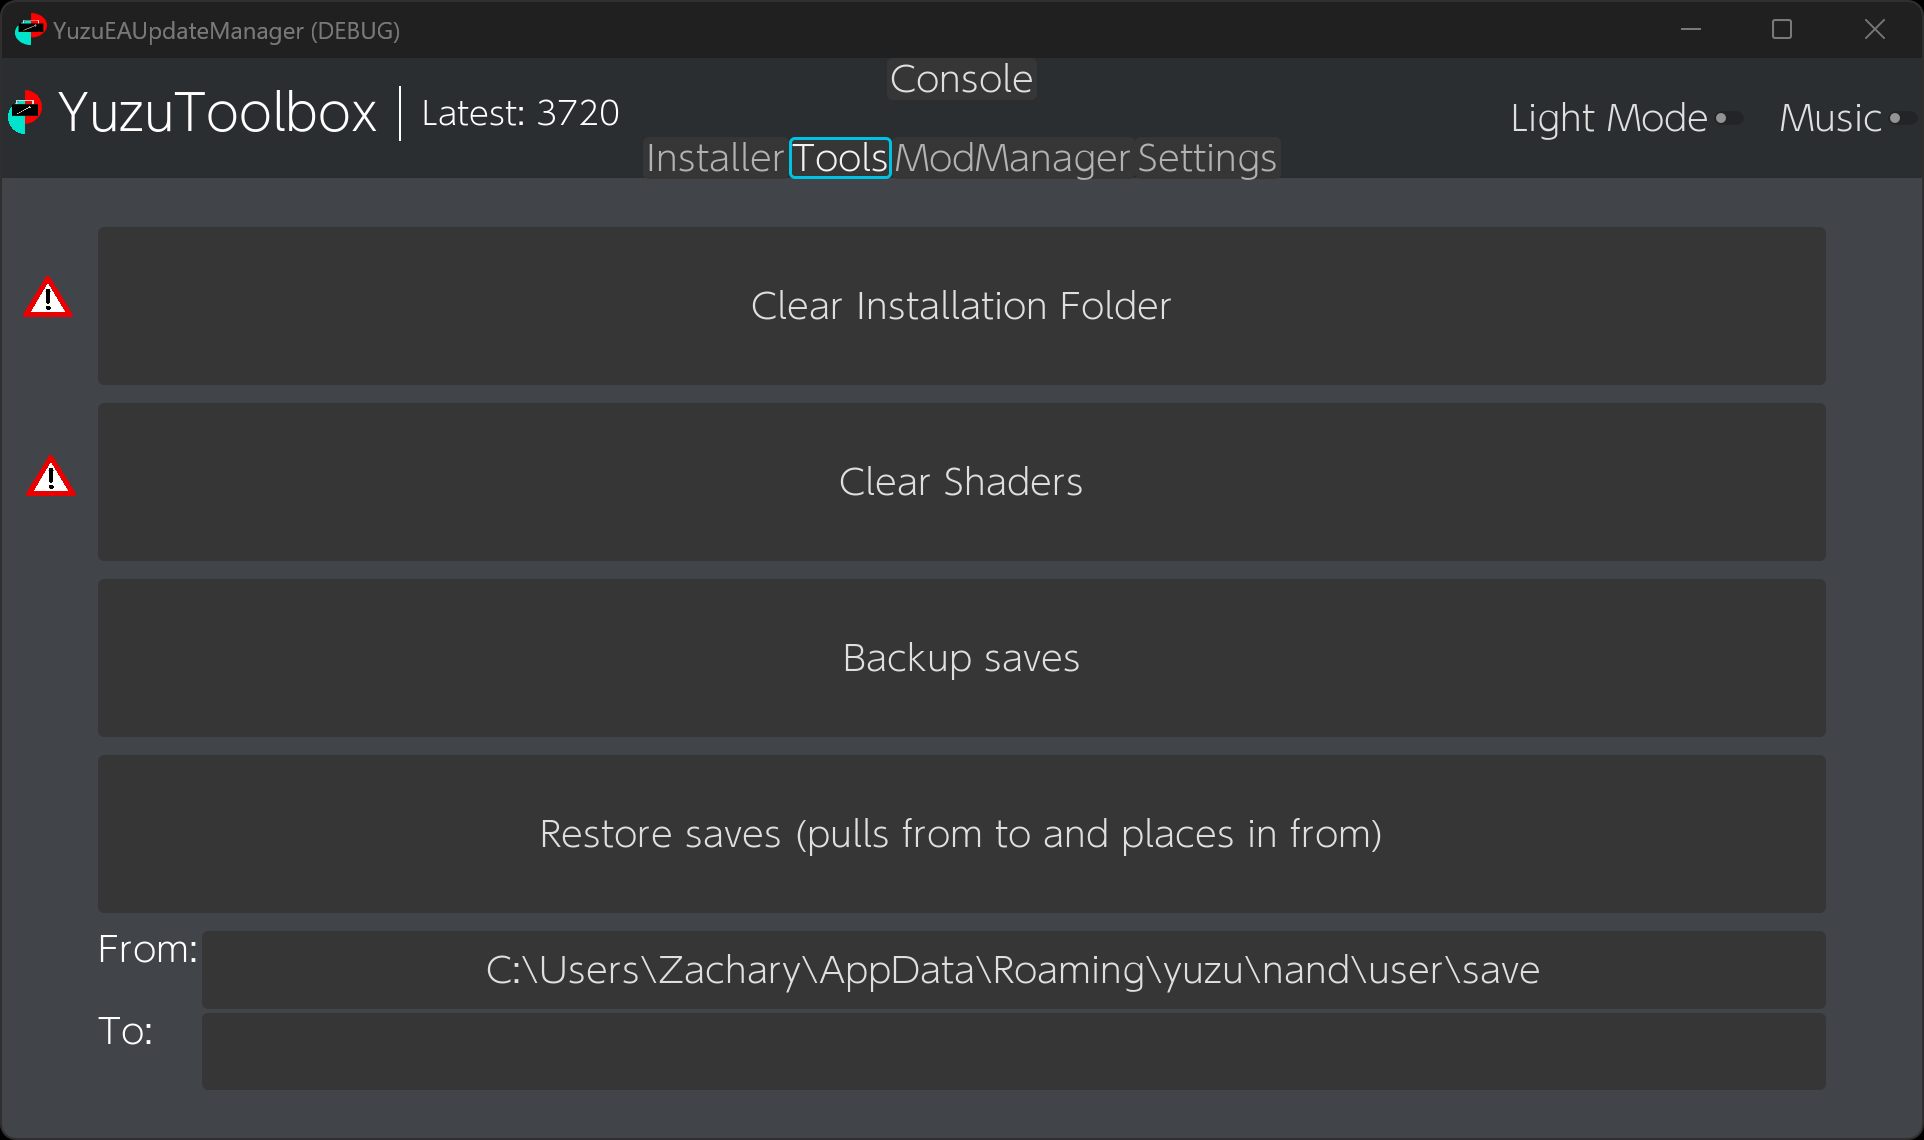 YuzuEAUpdateManager (DEBUG)
YuzuToolbox
Latest: 3720
Console
Light Mode
Music
Installer
Tools
ModManager
Settings
Clear Installation Folder
Clear Shaders
Backup saves
Restore saves (pulls from to and places in from)
From:
C:\Users\Zachary\AppData\Roaming\yuzu\nand\user\save
To: